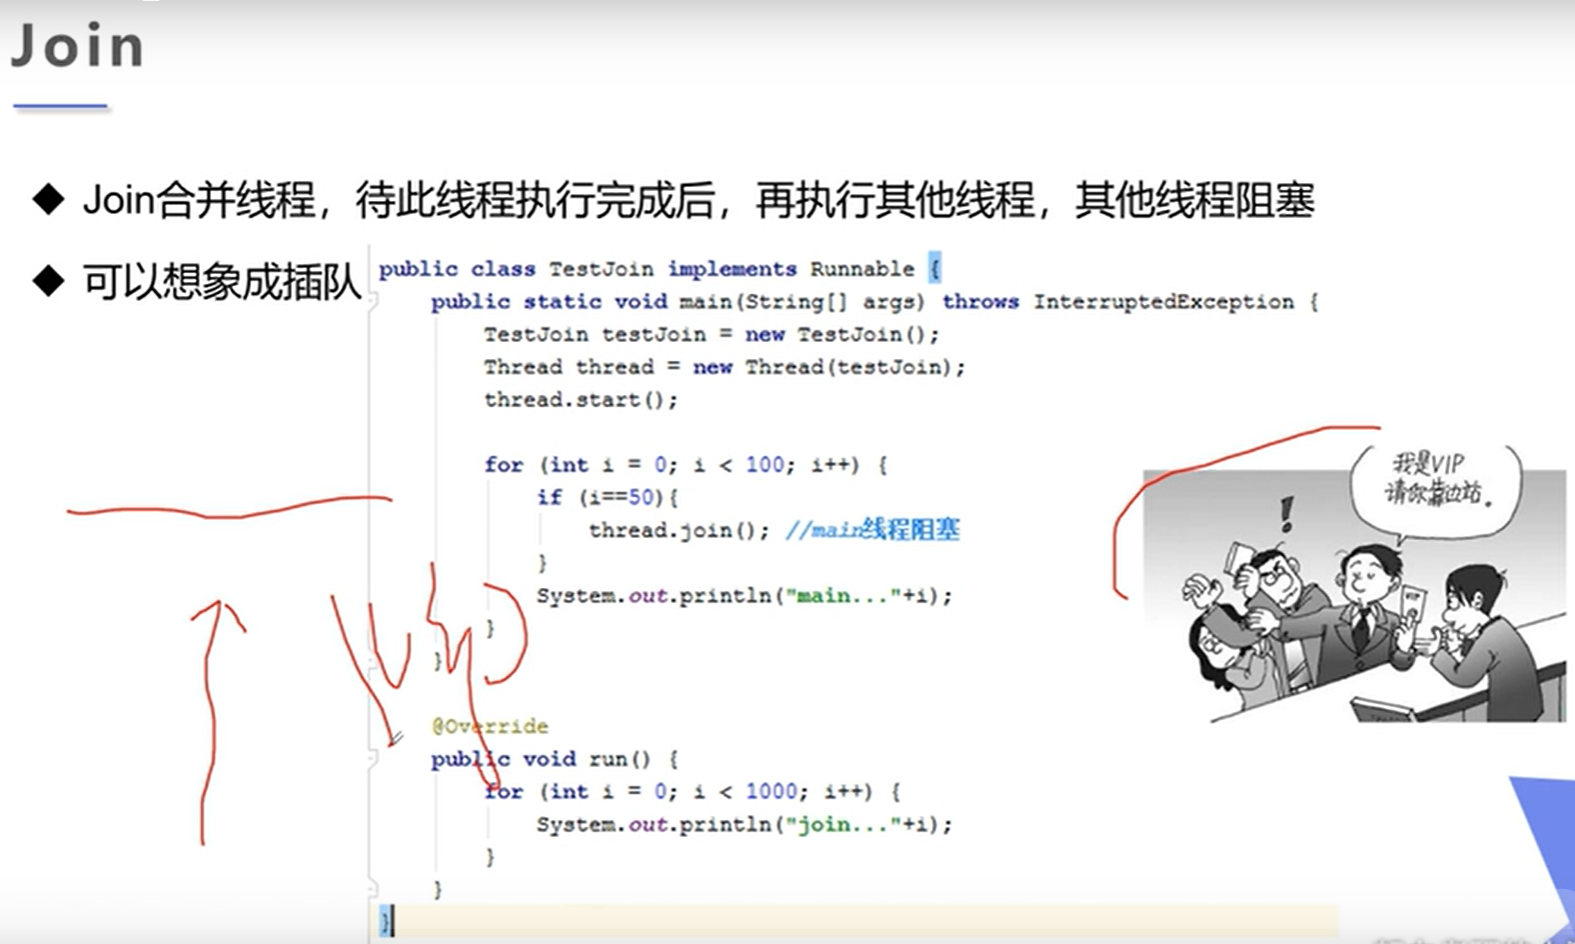 Join
◆ Join合并线程，待此线程执行完成后，再执行其他线程，其他线程阻塞
◆ 可以想象成插队
public class TestJoin implements Runnable {
public static void main(String[] args) throws InterruptedException {
TestJoin testJoin = new TestJoin();
Thread thread = new Thread(testJoin);
thread.start();
for (int i = 0; i < 100; i++) {
if (i==50){
thread.join(); //main线程阻塞
}
System.out.println("main..."+i);
}
}
@Override
public void run() {
for (int i = 0; i < 1000; i++) {
System.out.println("join..."+i);
}
}
}
我是VIP
请你靠边站。
!
VIP